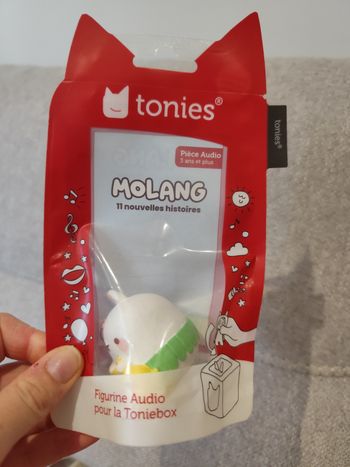 tonies®
tonies®
Pièce Audio
3 ans et plus
MOLANG
11 nouvelles histoires
Figurine Audio
pour la Toniebox